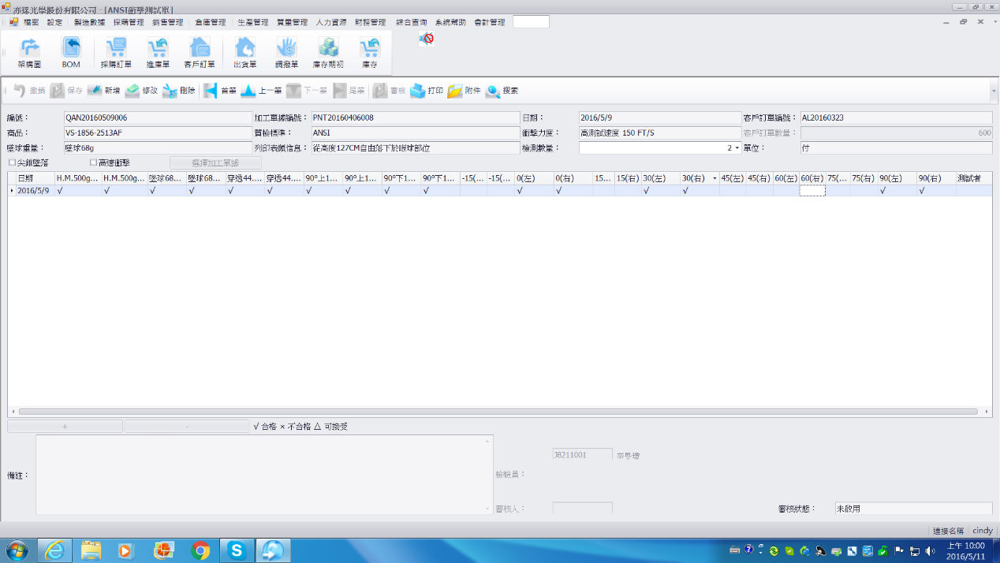 亦達光學股份有限公司 - [ANSI衝擊測試單]
檔案 設定 製造數據 採購管理 銷售管理 倉庫管理 生產管理 質量管理 人力資源 財務管理 綜合查詢 系統幫助 會計管理
架構圖 BOM 採購訂單 進庫單 客戶訂單 出貨單 調撥單 庫存期初 庫存
撤銷 保存 新增 修改 刪除 首筆 上一筆 下一筆 尾筆 審核 打印 附件 搜索
編號： QAN20160509006 加工單據編號： PNT20160406008 日期： 2016/5/9 客戶訂單編號： AL20160323
商品： VS-1856-2513AF 質檢標準： ANSI 衝擊力度： 高測試速度 150 FT/S 客戶訂單數量： 600
墜球重量： 墜球68g 列印表頭信息： 從高度127CM自由落下於眼球部位 檢測數量： 2 單位： 付
尖錐墜落 高速衝擊 選擇加工單據
日期 H.M.500g... H.M.500g... 墜球68... 墜球68... 穿透44.... 穿透44.... 90°上1... 90°上1... 90°下1... 90°下1... -15(... -15(... 0(左) 0(右) 15... 15(右) 30(左) 30(右) 45(左) 45(右) 60(左) 60(右) 75(... 75(右) 90(左) 90(右) 測試者
2016/5/9 √ √ √ √ √ √ √ √ √ √ √ √ √ √ √ √
+ - √ 合格 × 不合格 △ 可接受
J8211001
備註： 檢驗員：
審核人： 審核狀態： 未啟用
連接名稱 cindy
上午 10:00
2016/5/11